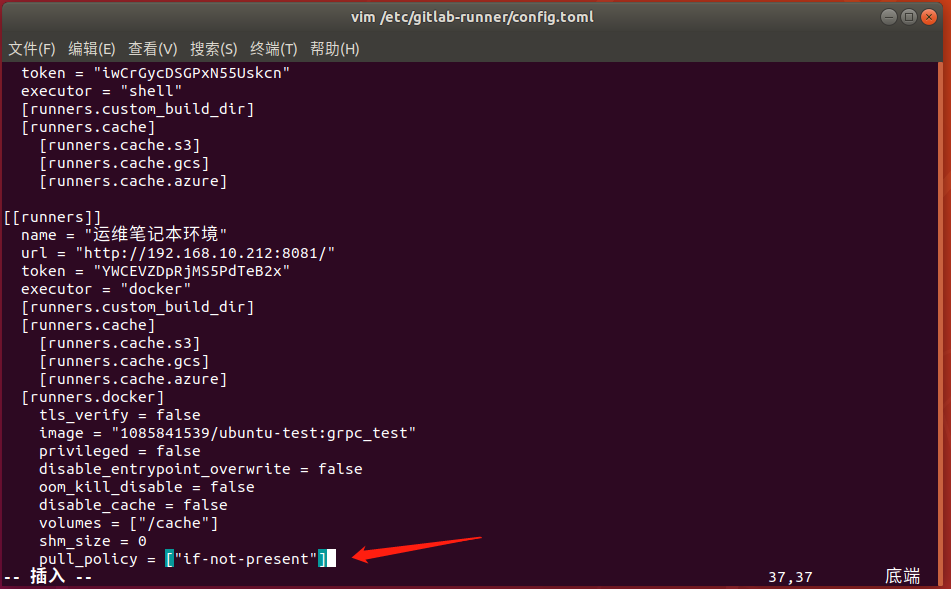 vim /etc/gitlab-runner/config.toml
文件(F) 编辑(E) 查看(V) 搜索(S) 终端(T) 帮助(H)
token = "iwCrGycDSGPxN55Uskcn"
executor = "shell"
[runners.custom_build_dir]
[runners.cache]
[runners.cache.s3]
[runners.cache.gcs]
[runners.cache.azure]
[[runners]]
name = "运维笔记本环境"
url = "http://192.168.10.212:8081/"
token = "YWCEVZDpRjMS5PdTeB2x"
executor = "docker"
[runners.custom_build_dir]
[runners.cache]
[runners.cache.s3]
[runners.cache.gcs]
[runners.cache.azure]
[runners.docker]
tls_verify = false
image = "1085841539/ubuntu-test:grpc_test"
privileged = false
disable_entrypoint_overwrite = false
oom_kill_disable = false
disable_cache = false
volumes = ["/cache"]
shm_size = 0
pull_policy = ["if-not-present"]
-- 插入 -- 37,37 底端